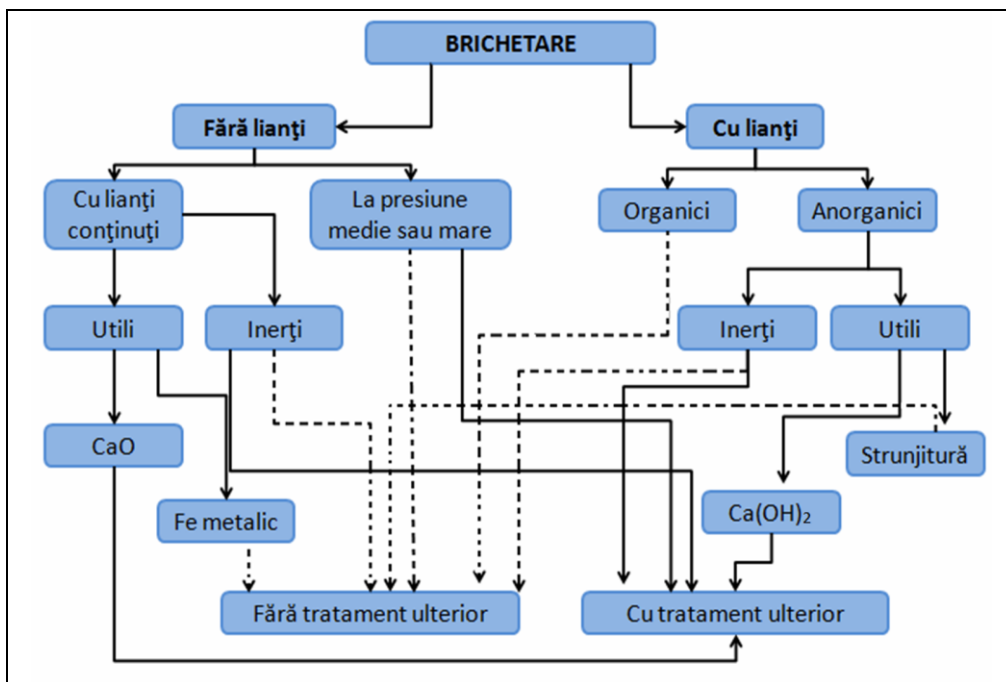 BRICHETARE
Fără lianţi
Cu lianţi
Cu lianţi
conţinuţi
La presiune
medie sau mare
Organici
Anorganici
Utili
Inerţi
Inerţi
Utili
CaO
Strunjitură
Fe metalic
Ca(OH)₂
Fără tratament ulterior
Cu tratament ulterior